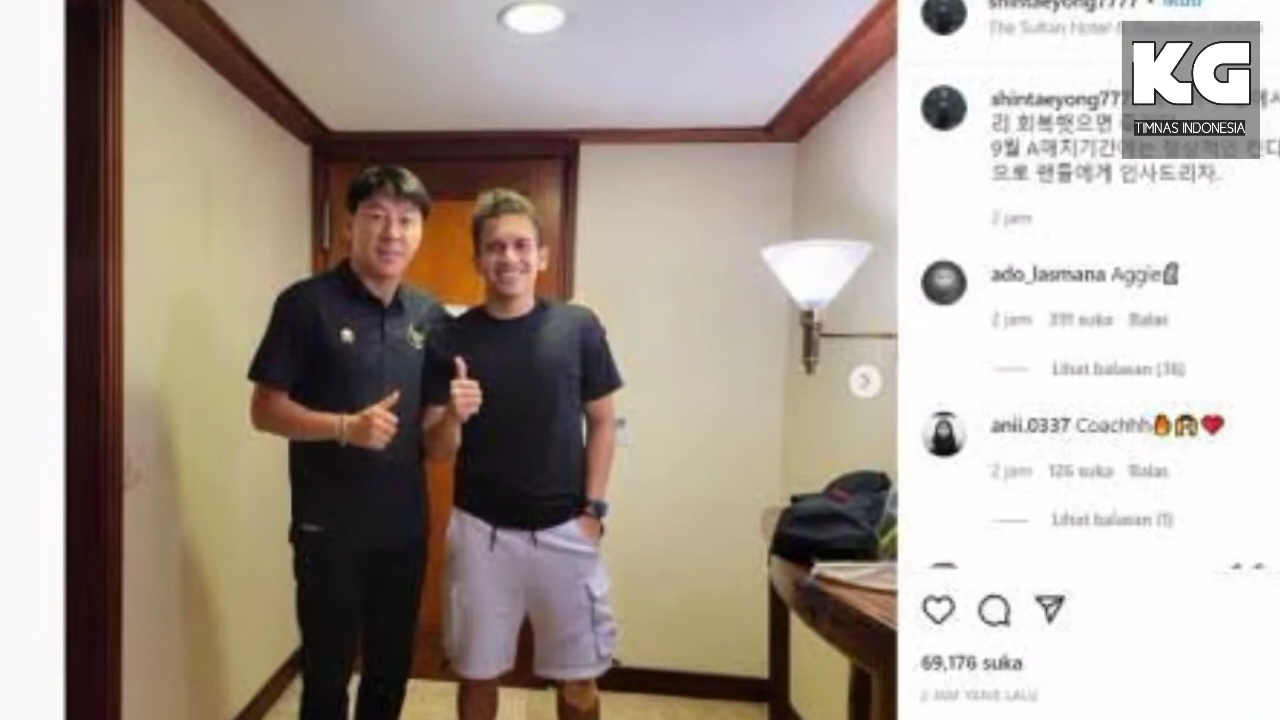 shintaeyong7777
The Sultan Hotel &
KG
TIMNAS INDONESIA
shintaeyong777
리 회복했으면
9월 A매치기간에는 정상적인 컨디
으로 팬들에게 인사드리자.
2 jam
ado_lasmana Aggie
2 jam 391 suka Balas
Lihat balasan (36)
anii.0337 Coachhh🔥🙌❤️
2 jam 126 suka Balas
Lihat balasan (1)
69,176 suka
2 JAM YANG LALU